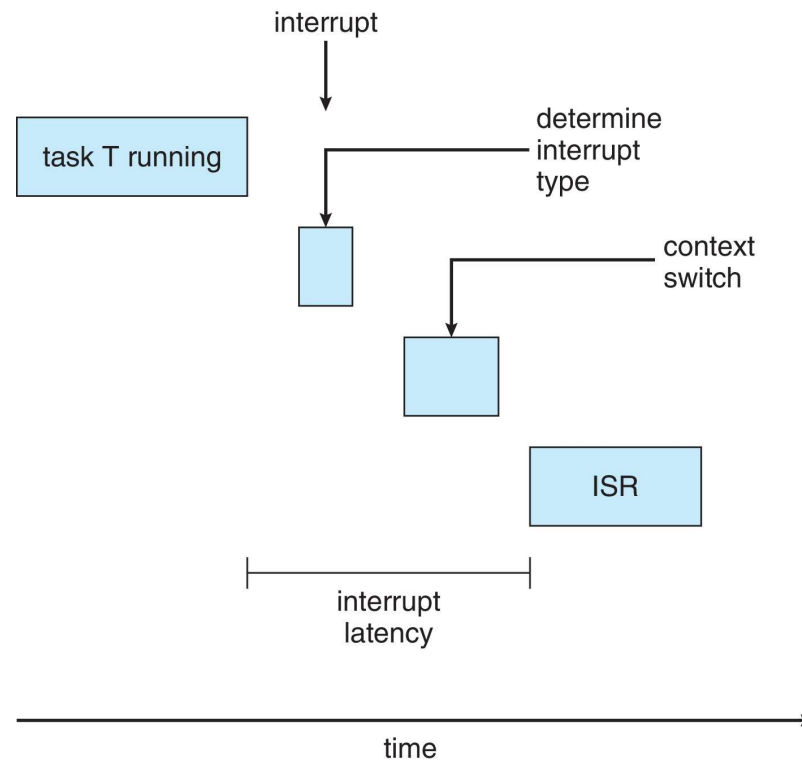 interrupt
task T running
determine
interrupt
type
context
switch
ISR
interrupt
latency
time